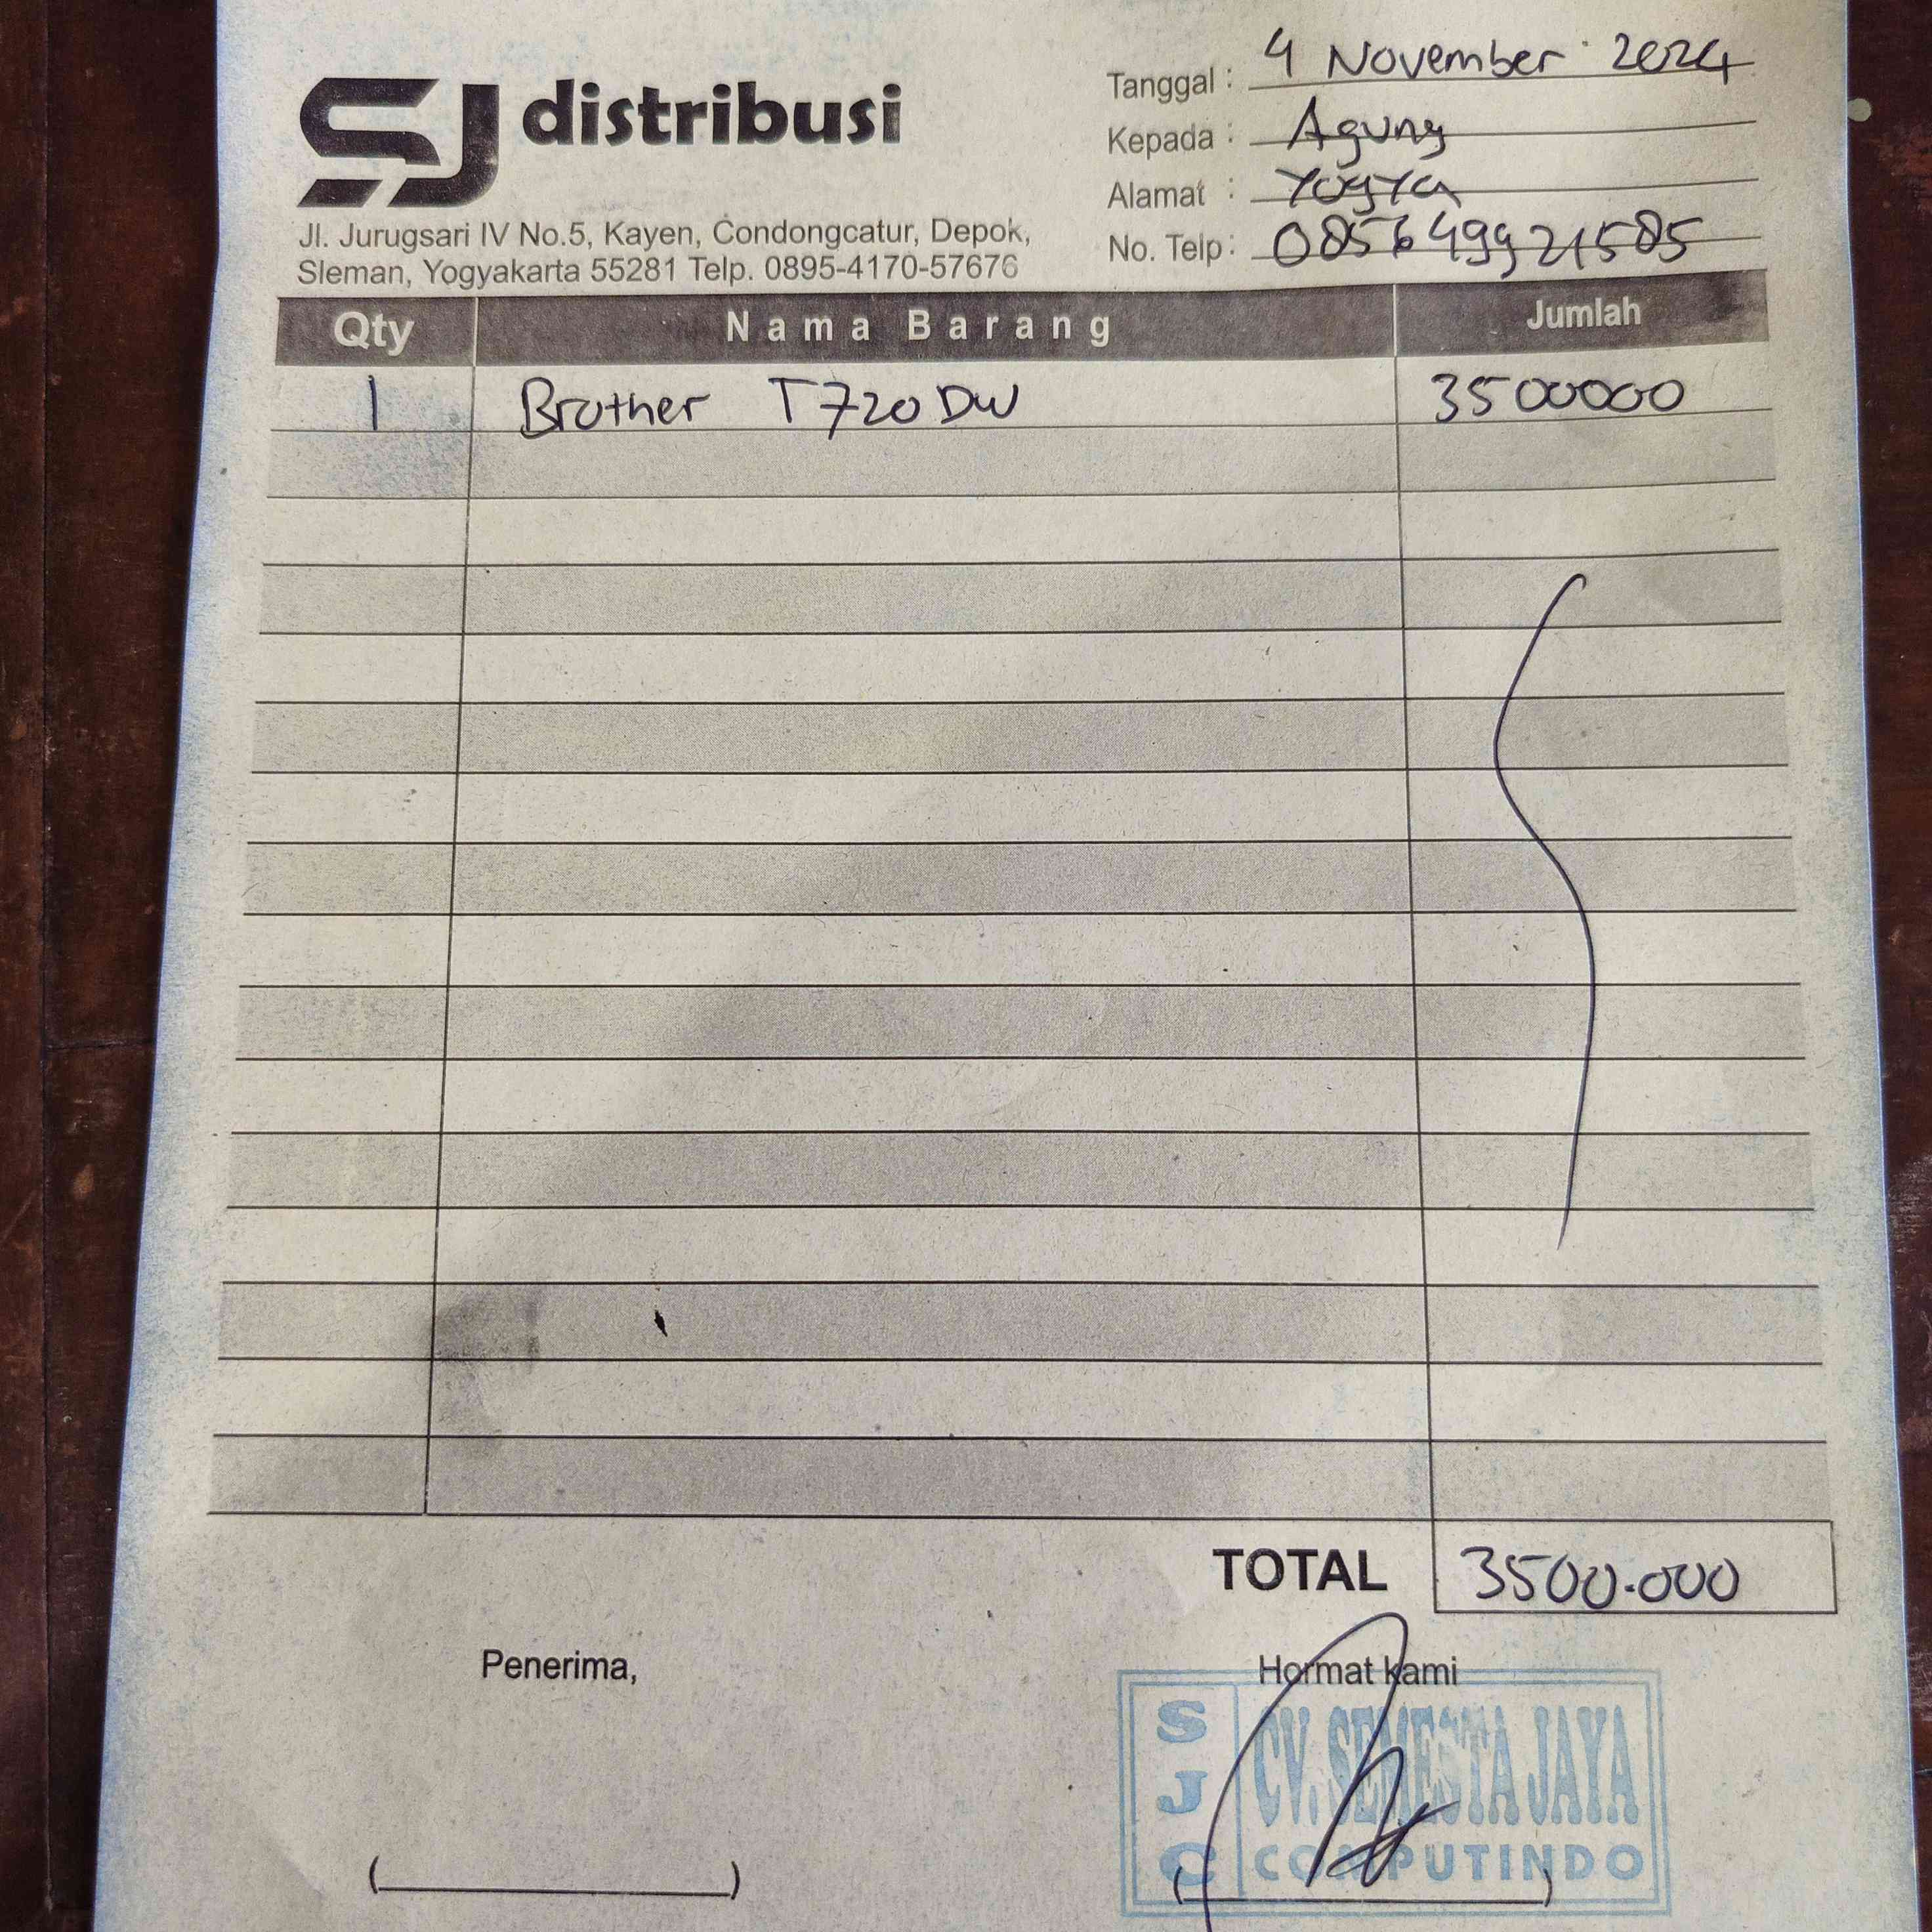 SJ distribusi
Jl. Jurugsari IV No.5, Kayen, Condongcatur, Depok,
Sleman, Yogyakarta 55281 Telp. 0895-4170-57676
Tanggal : 4 November 2024
Kepada : Agung
Alamat : Yogya
No. Telp : 085649921585
Qty Nama Barang Jumlah
1 Brother T720DW 3500000
TOTAL 3500.000
Penerima,
Hormat kami
SJC CV. SEMESTA JAYA
COMPUTINDO